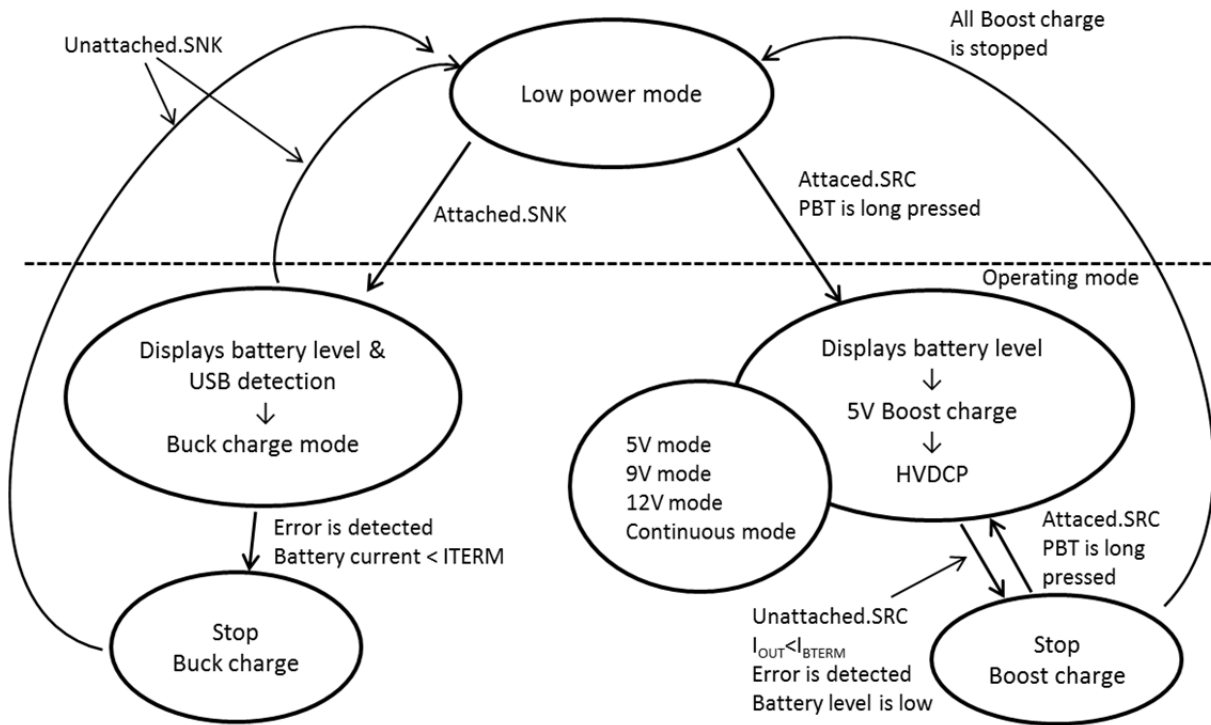 Unattached.SNK
All Boost charge
is stopped
Low power mode
Attached.SNK
Attaced.SRC
PBT is long pressed
Operating mode
Displays battery level &
USB detection
↓
Buck charge mode
Displays battery level
↓
5V Boost charge
↓
HVDCP
5V mode
9V mode
12V mode
Continuous mode
Error is detected
Battery current < ITERM
Attaced.SRC
PBT is long
pressed
Stop
Buck charge
Unattached.SRC
IOUT<IBTERM
Error is detected
Battery level is low
Stop
Boost charge